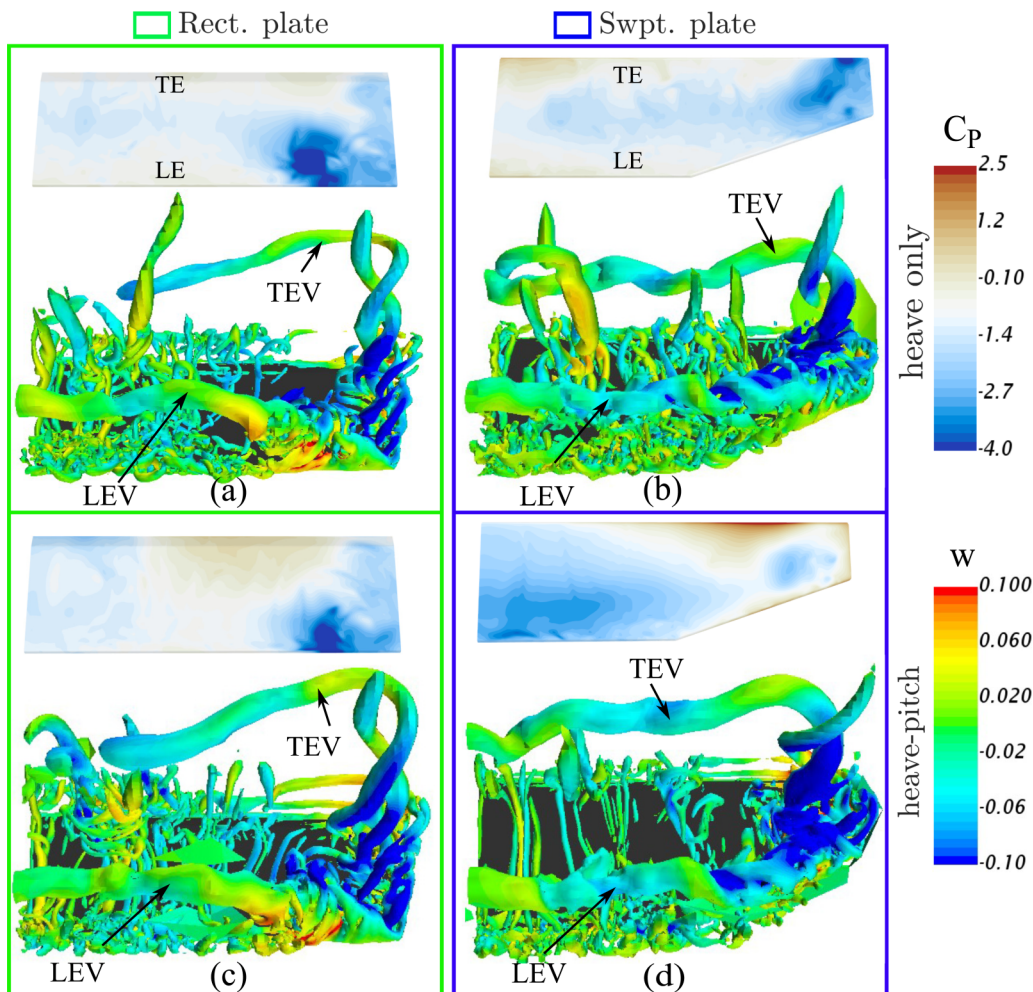 Rect. plate
Swpt. plate
TE
LE
TEV
LEV
(a)
TE
LE
TEV
LEV
(b)
C_P
2.5
1.2
-0.10
-1.4
-2.7
-4.0
heave only
TEV
LEV
(c)
TEV
LEV
(d)
w
0.100
0.060
0.020
-0.02
-0.06
-0.10
heave-pitch